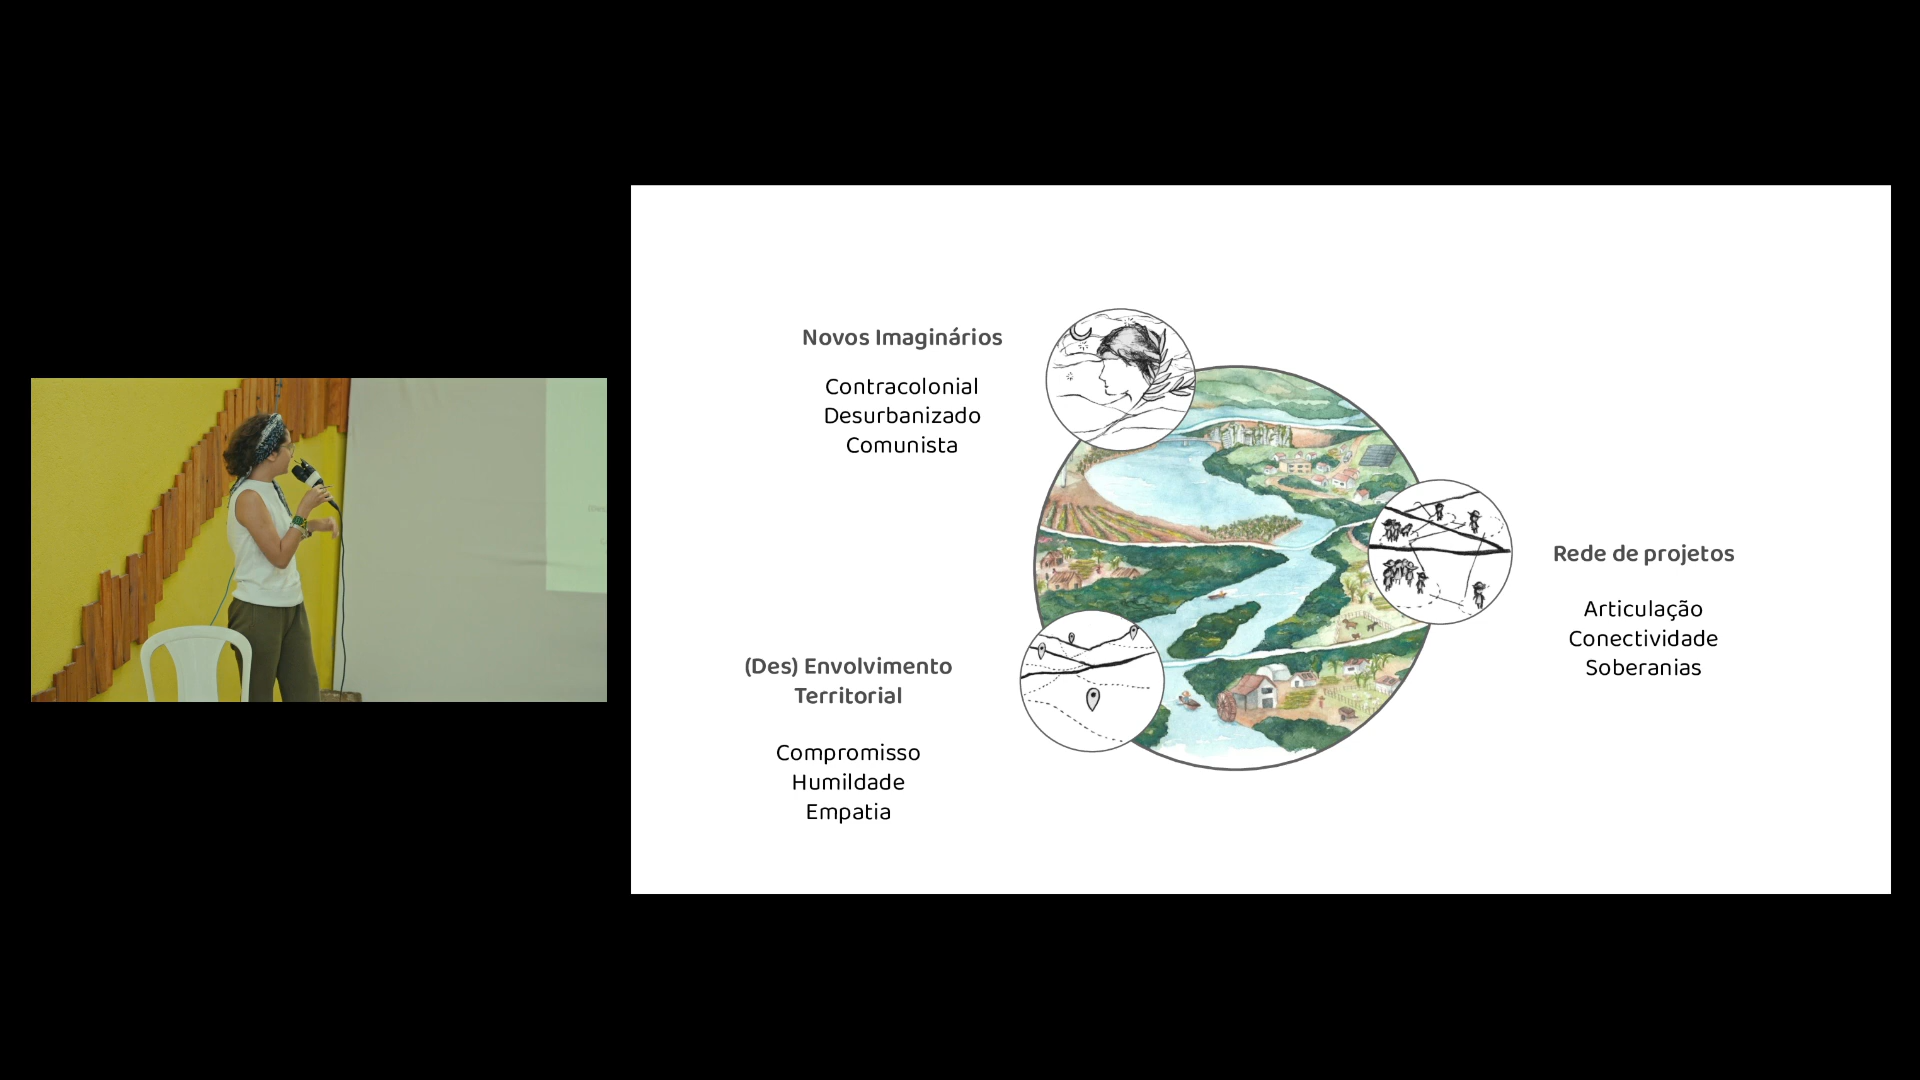 Novos Imaginários
Contracolonial
Desurbanizado
Comunista
(Des) Envolvimento
Territorial
Compromisso
Humildade
Empatia
Rede de projetos
Articulação
Conectividade
Soberanias